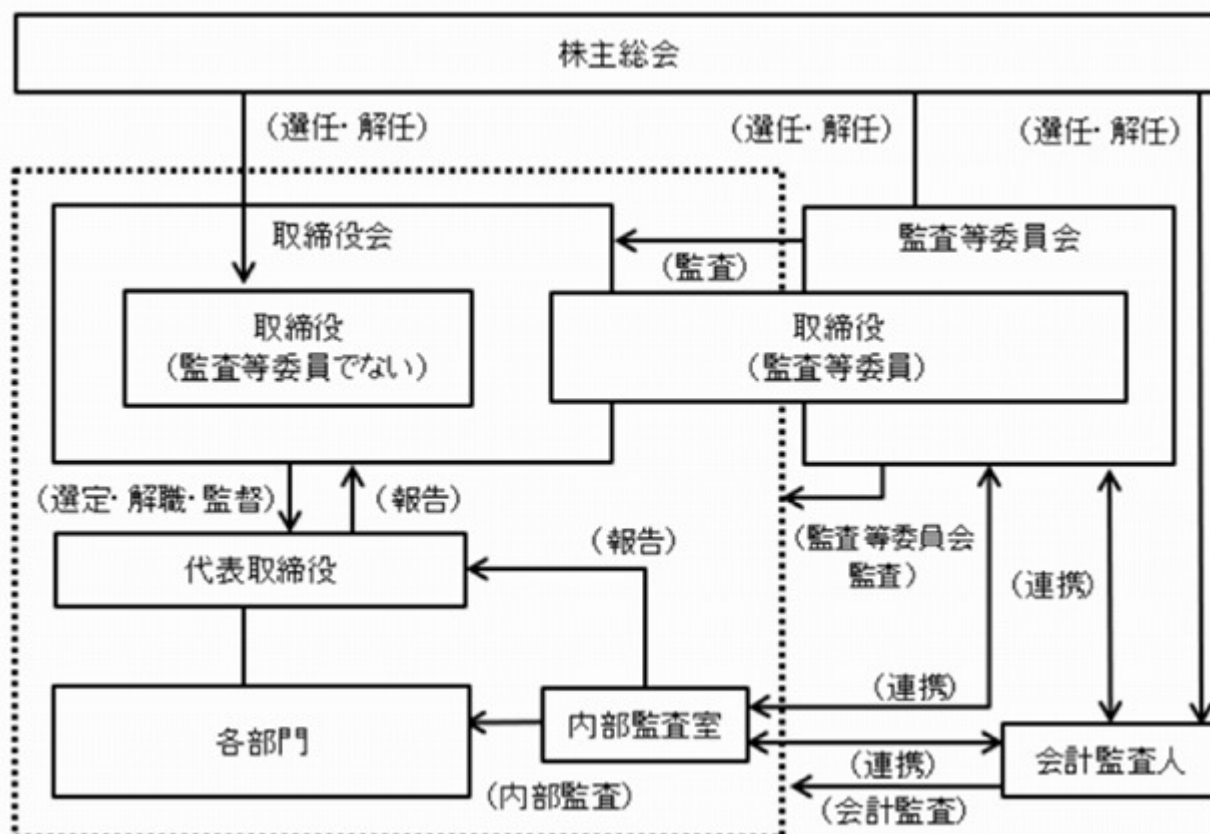 株主総会
(選任・解任)
(選任・解任)
(選任・解任)
取締役会
監査等委員会
(監査)
取締役
(監査等委員でない)
取締役
(監査等委員)
(選定・解職・監督)
(報告)
(報告)
(監査等委員会
監査)
代表取締役
(連携)
(連携)
各部門
内部監査室
(連携)
会計監査人
(内部監査)
(会計監査)